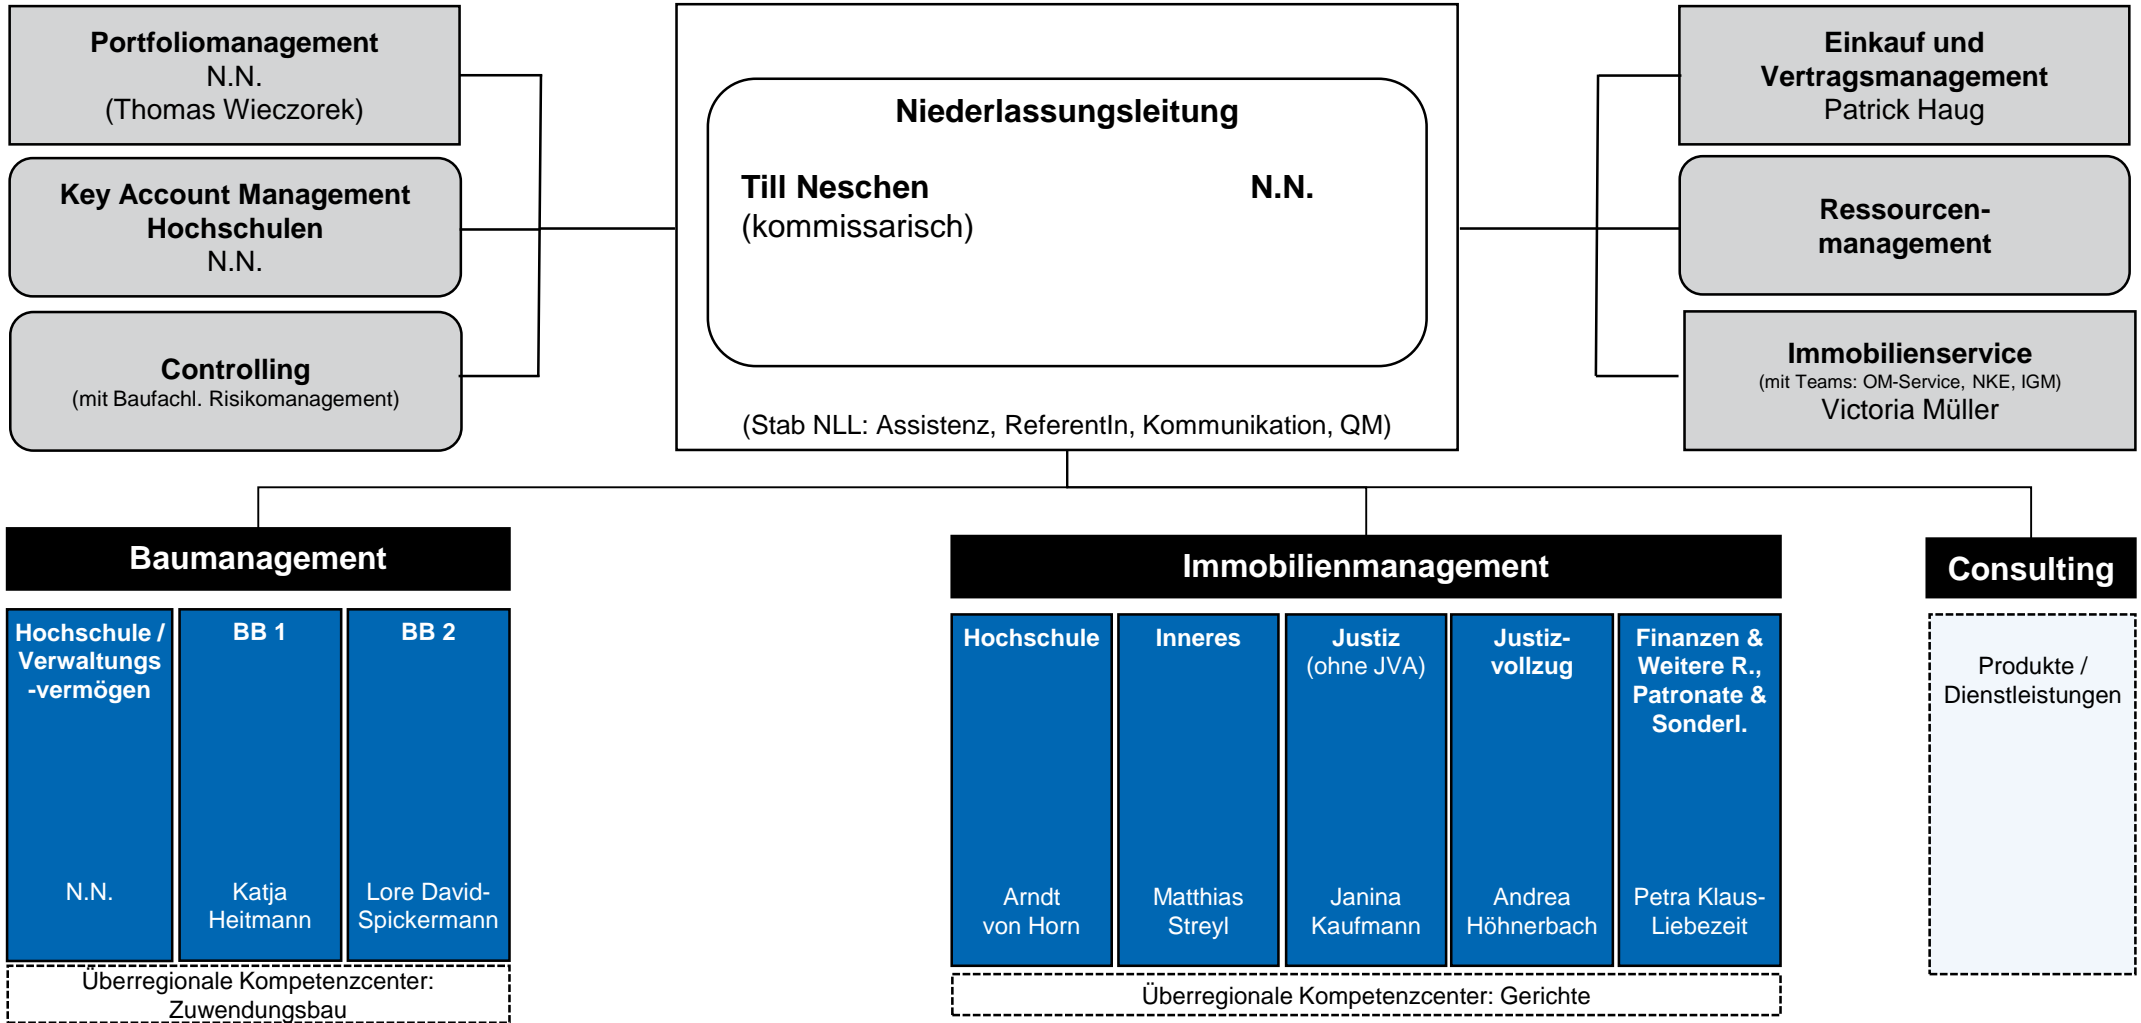 Portfoliomanagement
N.N.
(Thomas Wieczorek)
Key Account Management
Hochschulen
N.N.
Controlling
(mit Baufachl. Risikomanagement)
Niederlassungsleitung
Till Neschen N.N.
(kommissarisch)
(Stab NLL: Assistenz, ReferentIn, Kommunikation, QM)
Einkauf und
Vertragsmanagement
Patrick Haug
Ressourcen-
management
Immobilienservice
(mit Teams: OM-Service, NKE, IGM)
Victoria Müller
Baumanagement
Hochschule /
Verwaltungs
-vermögen
N.N.
BB 1
Katja
Heitmann
BB 2
Lore David-
Spickermann
Überregionale Kompetenzcenter:
Zuwendungsbau
Immobilienmanagement
Hochschule
Arndt
von Horn
Inneres
Matthias
Streyl
Justiz
(ohne JVA)
Janina
Kaufmann
Justiz-
vollzug
Andrea
Höhnerbach
Finanzen &
Weitere R.,
Patronate &
Sonderl.
Petra Klaus-
Liebezeit
Überregionale Kompetenzcenter: Gerichte
Consulting
Produkte /
Dienstleistungen